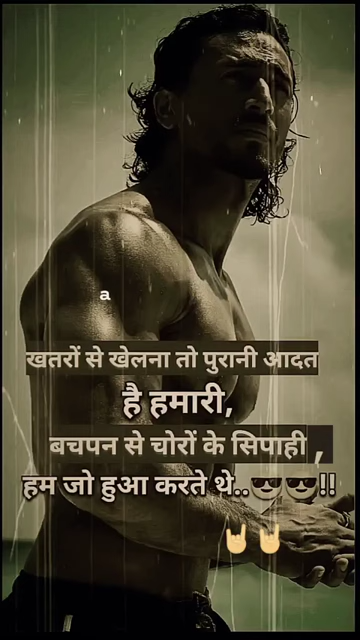 a
खतरों से खेलना तो पुरानी आदत
है हमारी,
बचपन से चोरों के सिपाही ,
हम जो हुआ करते थे..😎😎!!
🤘🤘